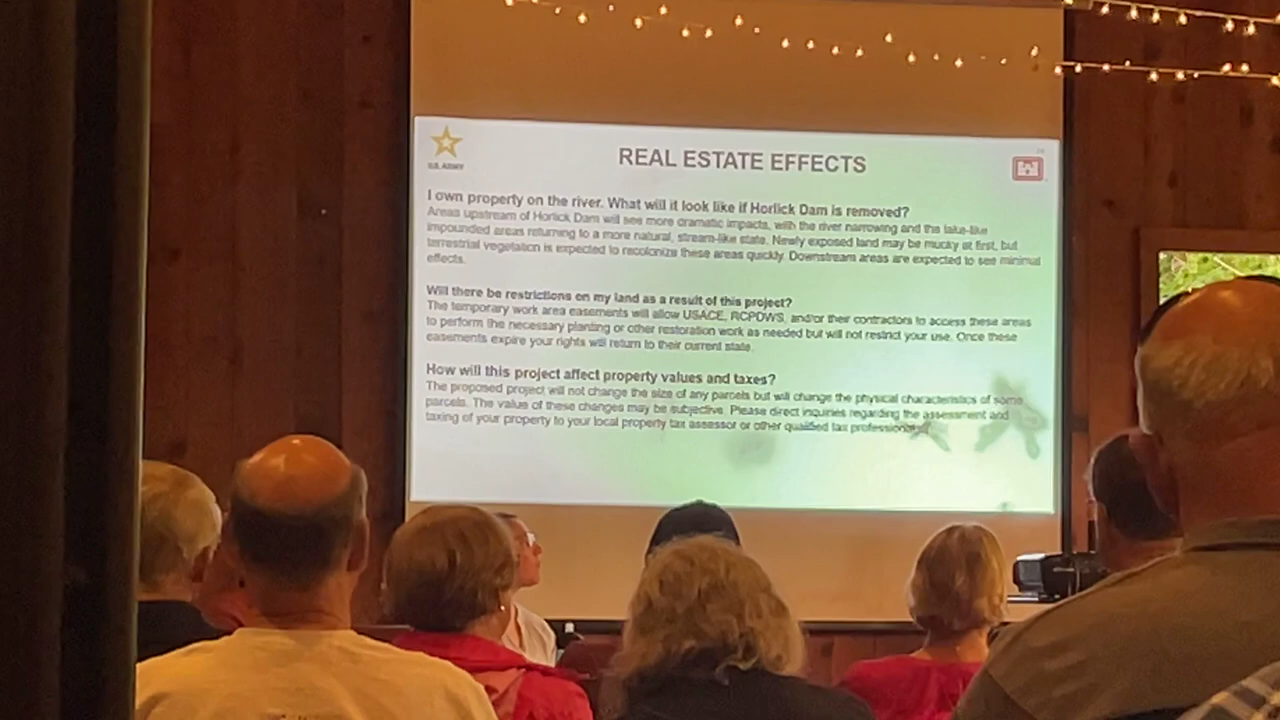 U.S. ARMY
REAL ESTATE EFFECTS
I own property on the river. What will it look like if Horlick Dam is removed?
Areas upstream of Horlick Dam will see more dramatic impacts, with the river narrowing and the lake-like
impounded areas returning to a more natural, stream-like state. Newly exposed land may be mucky at first, but
terrestrial vegetation is expected to recolonize these areas quickly. Downstream areas are expected to see minimal
effects.
Will there be restrictions on my land as a result of this project?
The temporary work area easements will allow USACE, RCPDWS, and/or their contractors to access these areas
to perform the necessary planting or other restoration work as needed but will not restrict your use. Once these
easements expire your rights will return to their current state.
How will this project affect property values and taxes?
The proposed project will not change the size of any parcels but will change the physical characteristics of some
parcels. The value of these changes may be subjective. Please direct inquiries regarding the assessment and
taxing of your property to your local property tax assessor or other qualified tax professional.